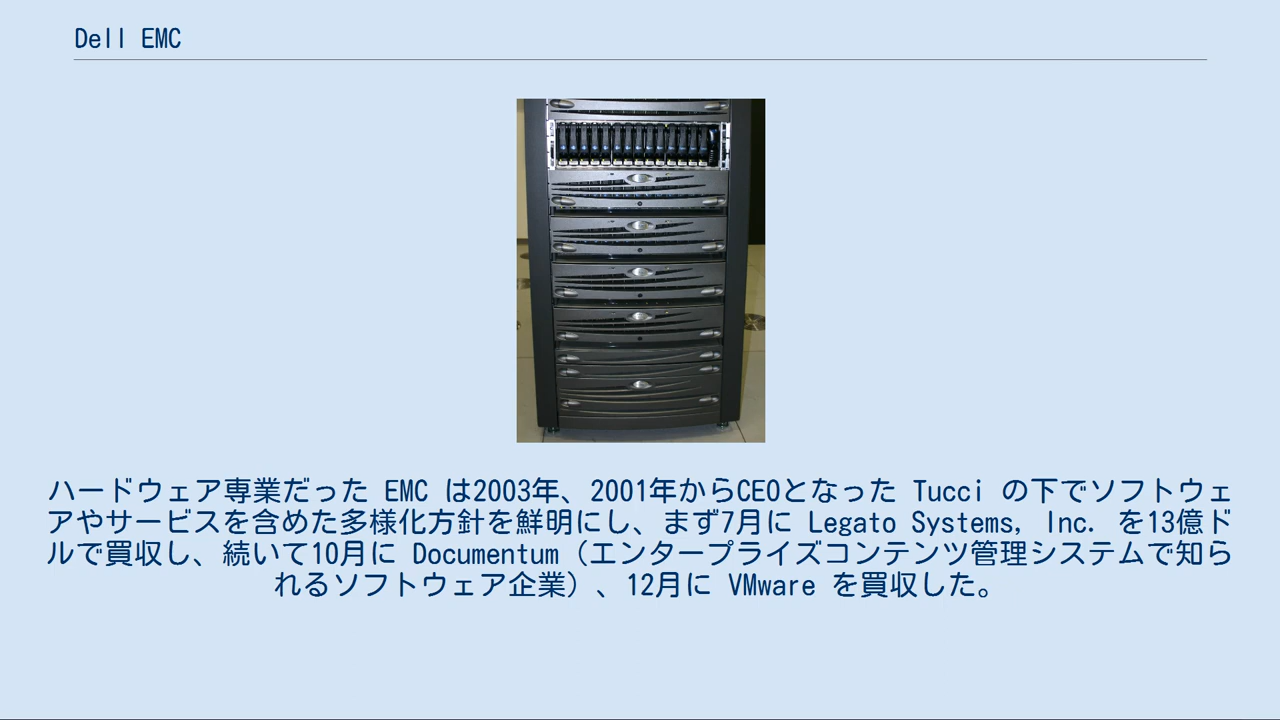 Dell EMC
ハードウェア専業だった EMC は2003年、2001年からCEOとなった Tucci の下でソフトウェ
アやサービスを含めた多様化方針を鮮明にし、まず7月に Legato Systems, Inc. を13億ド
ルで買収し、続いて10月に Documentum（エンタープライズコンテンツ管理システムで知ら
れるソフトウェア企業）、12月に VMware を買収した。